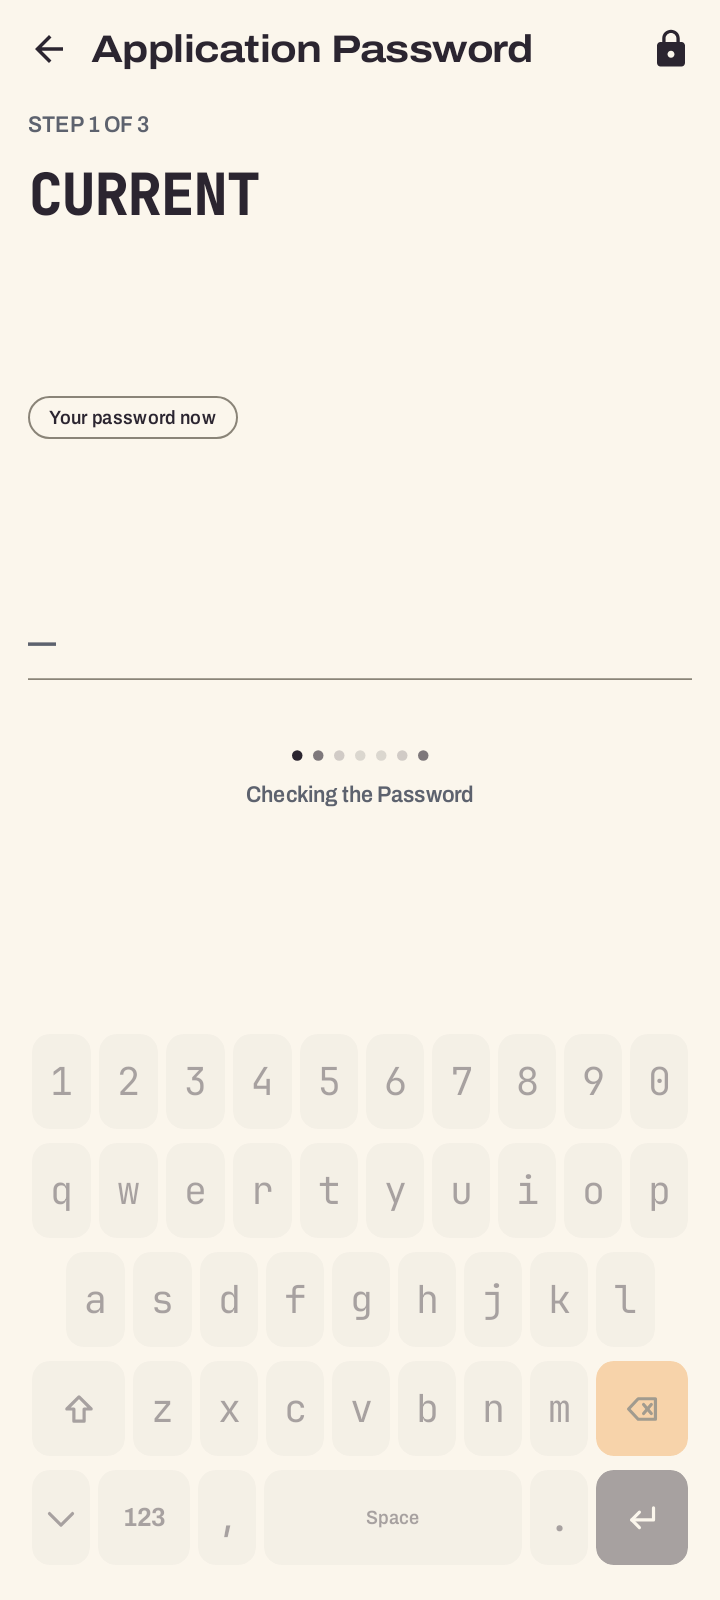 Application Password
STEP 1 OF 3
CURRENT
Your password now
Checking the Password
1 2 3 4 5 6 7 8 9 0
q w e r t y u i o p
a s d f g h j k l
z x c v b n m
123 , Space .